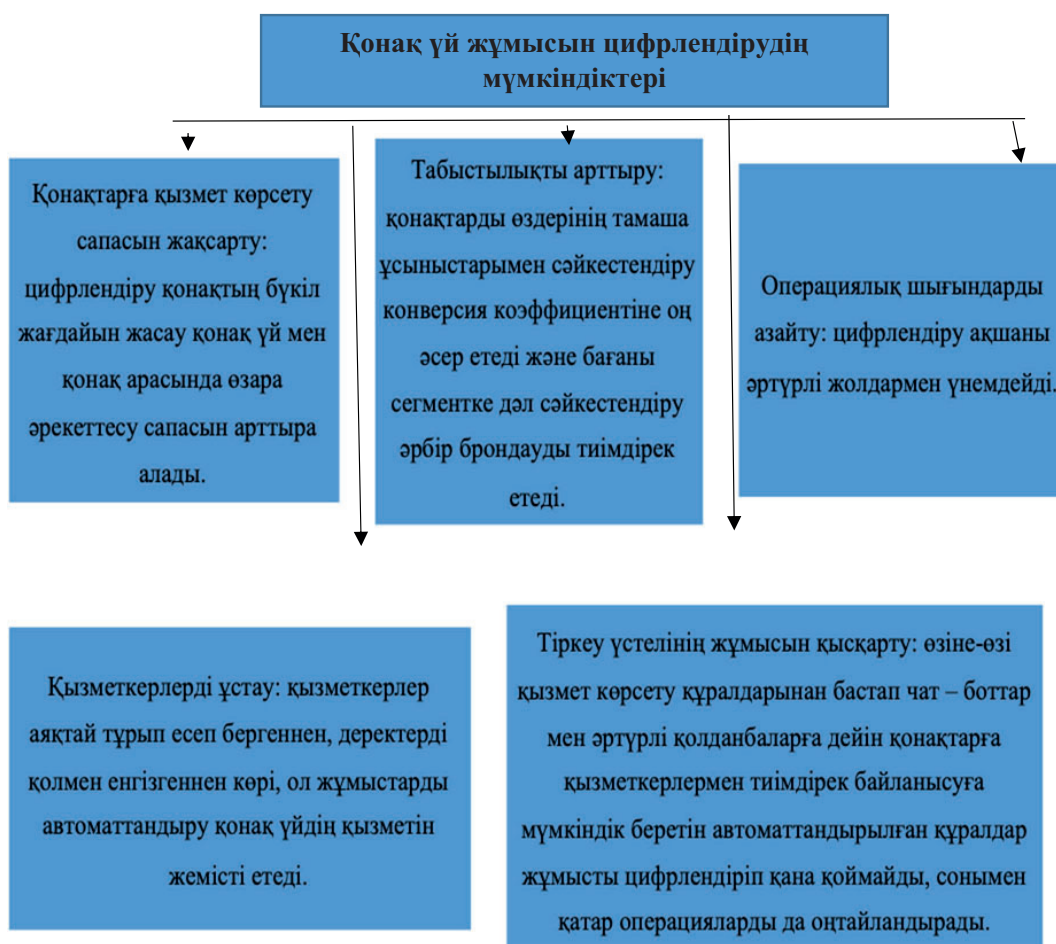 Қонақ үй жұмысын цифрлендірудің
мүмкіндіктері
Қонақтарға қызмет көрсету
сапасын жақсарту:
цифрлендіру қонақтың бүкіл
жағдайын жасау қонақ үй мен
қонақ арасында өзара
әрекеттесу сапасын арттыра
алады.
Табыстылықты арттыру:
қонақтарды өздерінің тамаша
ұсыныстарымен сәйкестендіру
конверсия коэффициентіне оң
әсер етеді және бағаны
сегментке дәл сәйкестендіру
әрбір брондауды тиімдірек
етеді.
Операциялық шығындарды
азайту: цифрлендіру ақшаны
әртүрлі жолдармен үнемдейді.
Қызметкерлерді ұстау: қызметкерлер
аяқтай тұрып есеп бергеннен, деректерді
қолмен енгізгеннен көрі, ол жұмыстарды
автоматтандыру қонақ үйдің қызметін
жемісті етеді.
Тіркеу үстелінің жұмысын қысқарту: өзіне-өзі
қызмет көрсету құралдарынан бастап чат – боттар
мен әртүрлі қолданбаларға дейін қонақтарға
қызметкерлермен тиімдірек байланысуға
мүмкіндік беретін автоматтандырылған құралдар
жұмысты цифрлендіріп қана қоймайды, сонымен
қатар операцияларды да оңтайландырады.